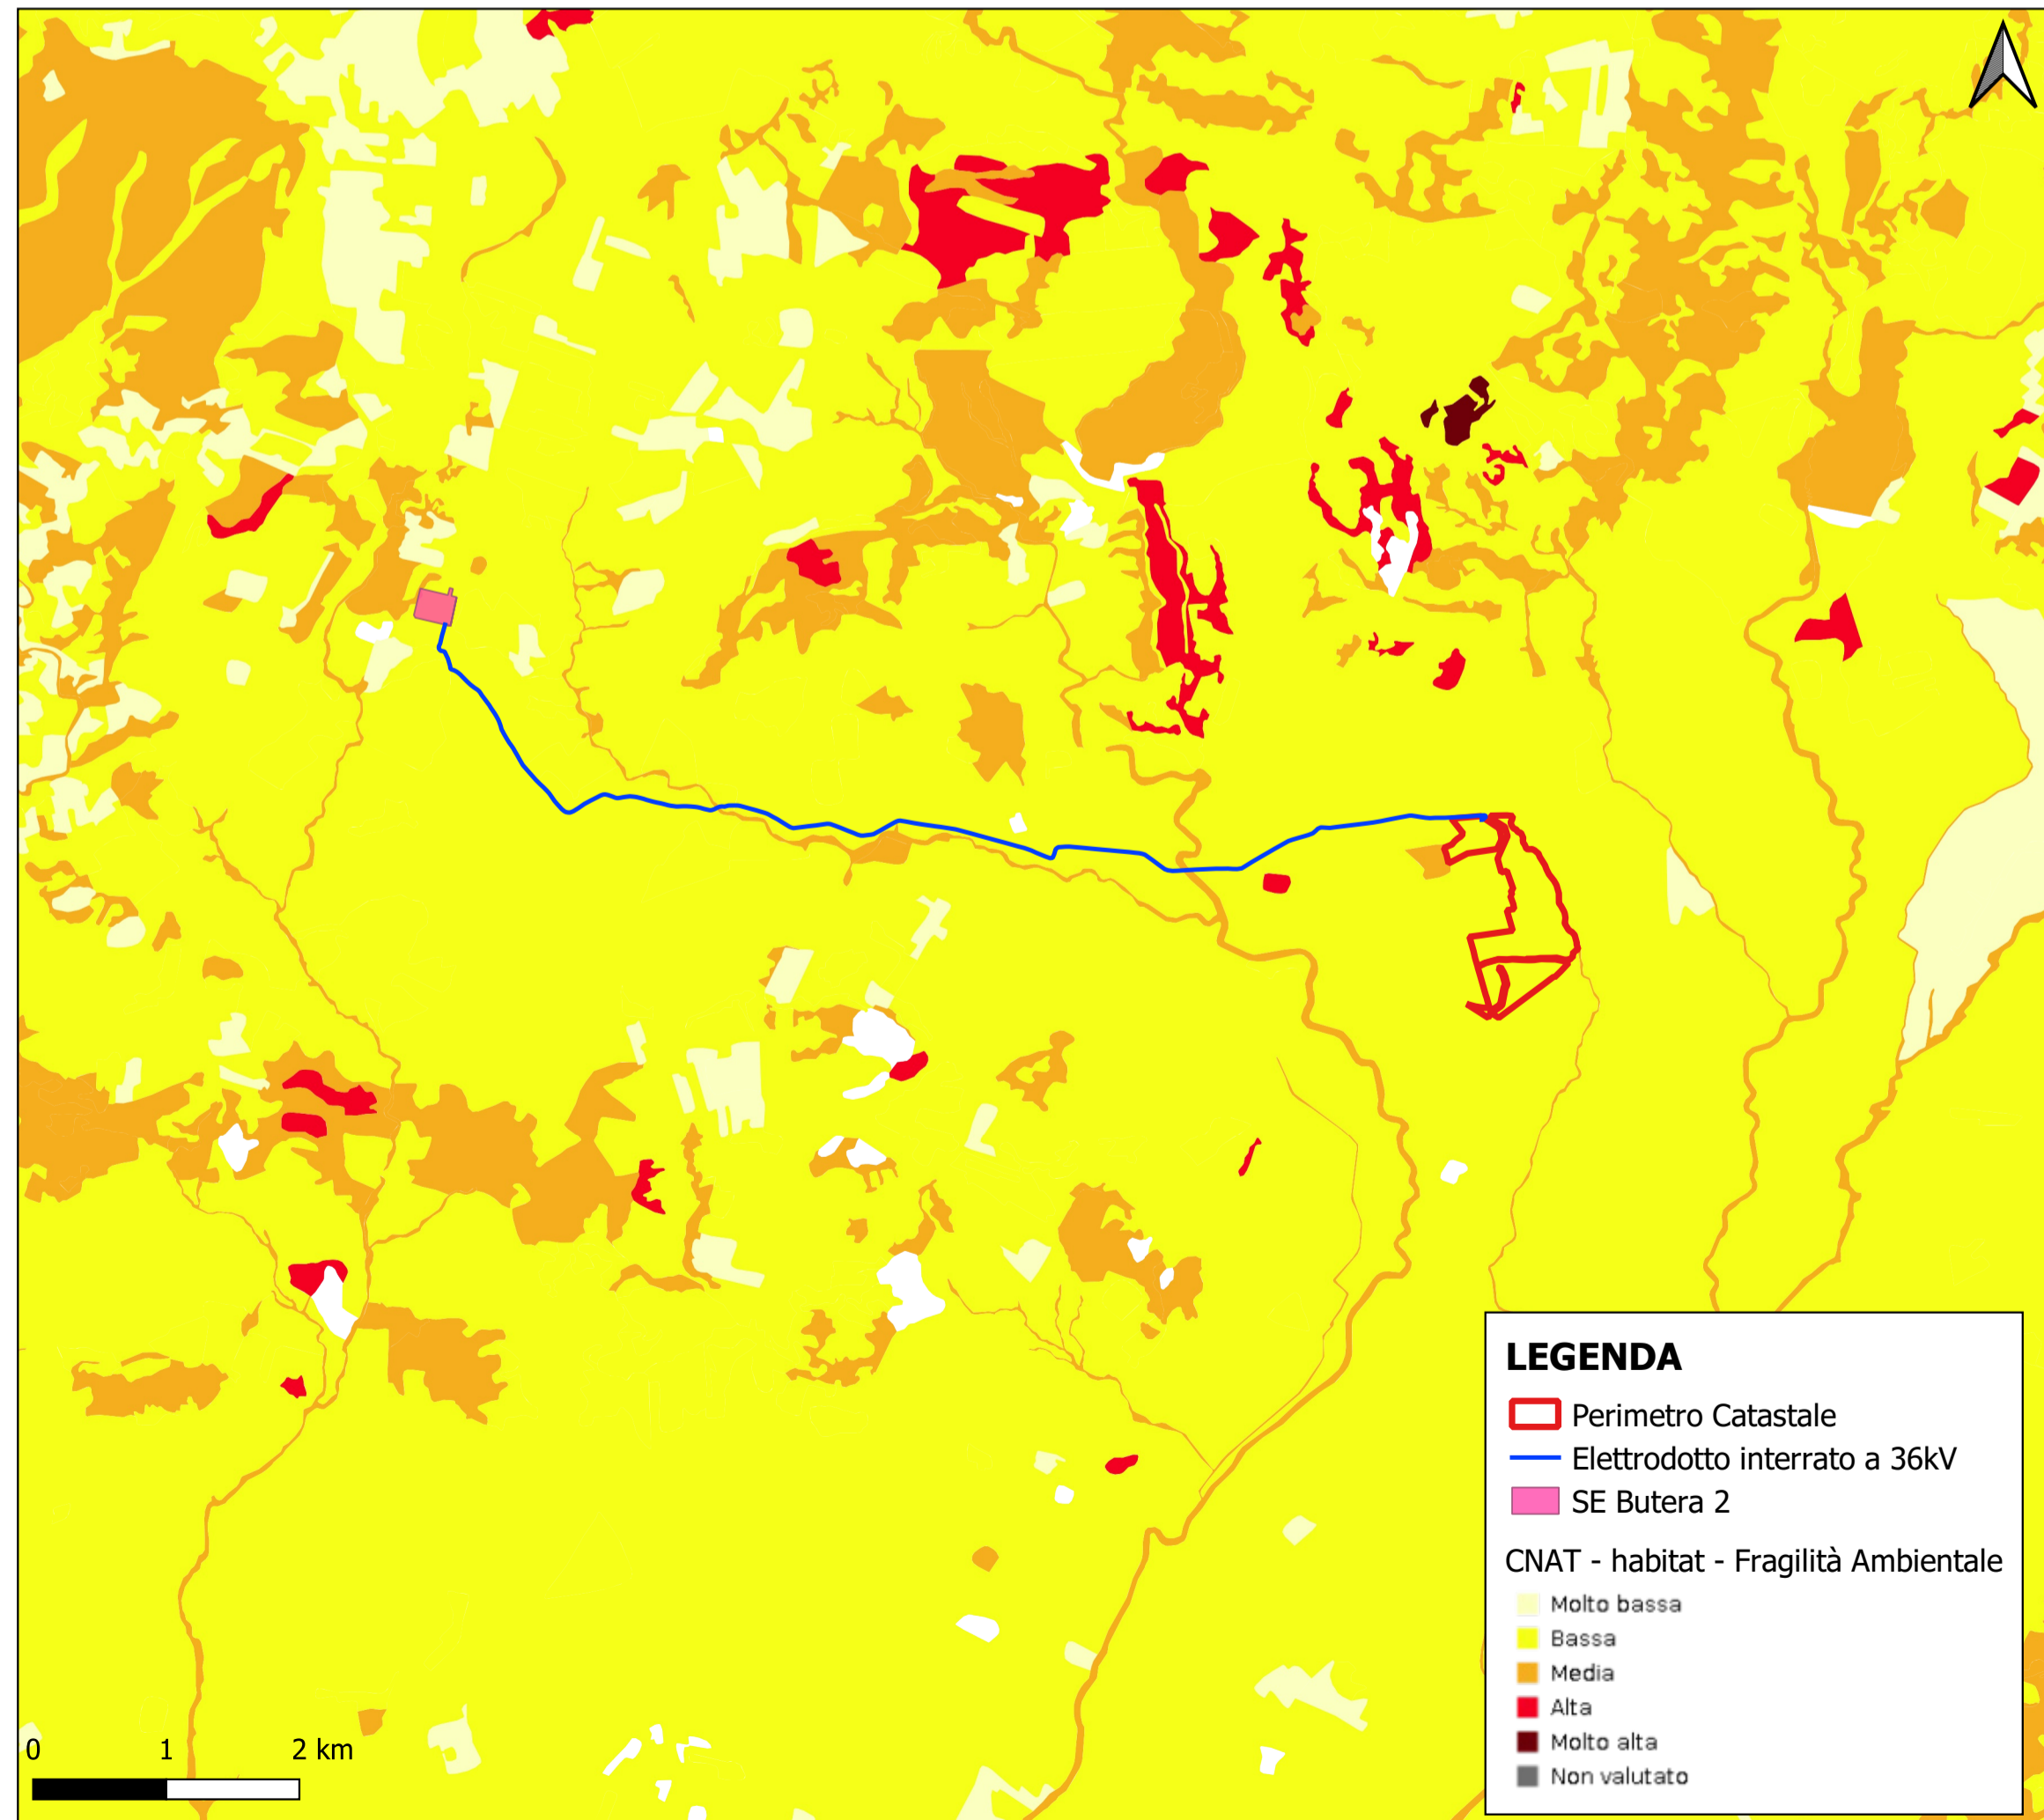 LEGENDA
Perimetro Catastale
Elettrodotto interrato a 36kV
SE Butera 2
CNAT - habitat - Fragilità Ambientale
Molto bassa
Bassa
Media
Alta
Molto alta
Non valutato
0 1 2 km